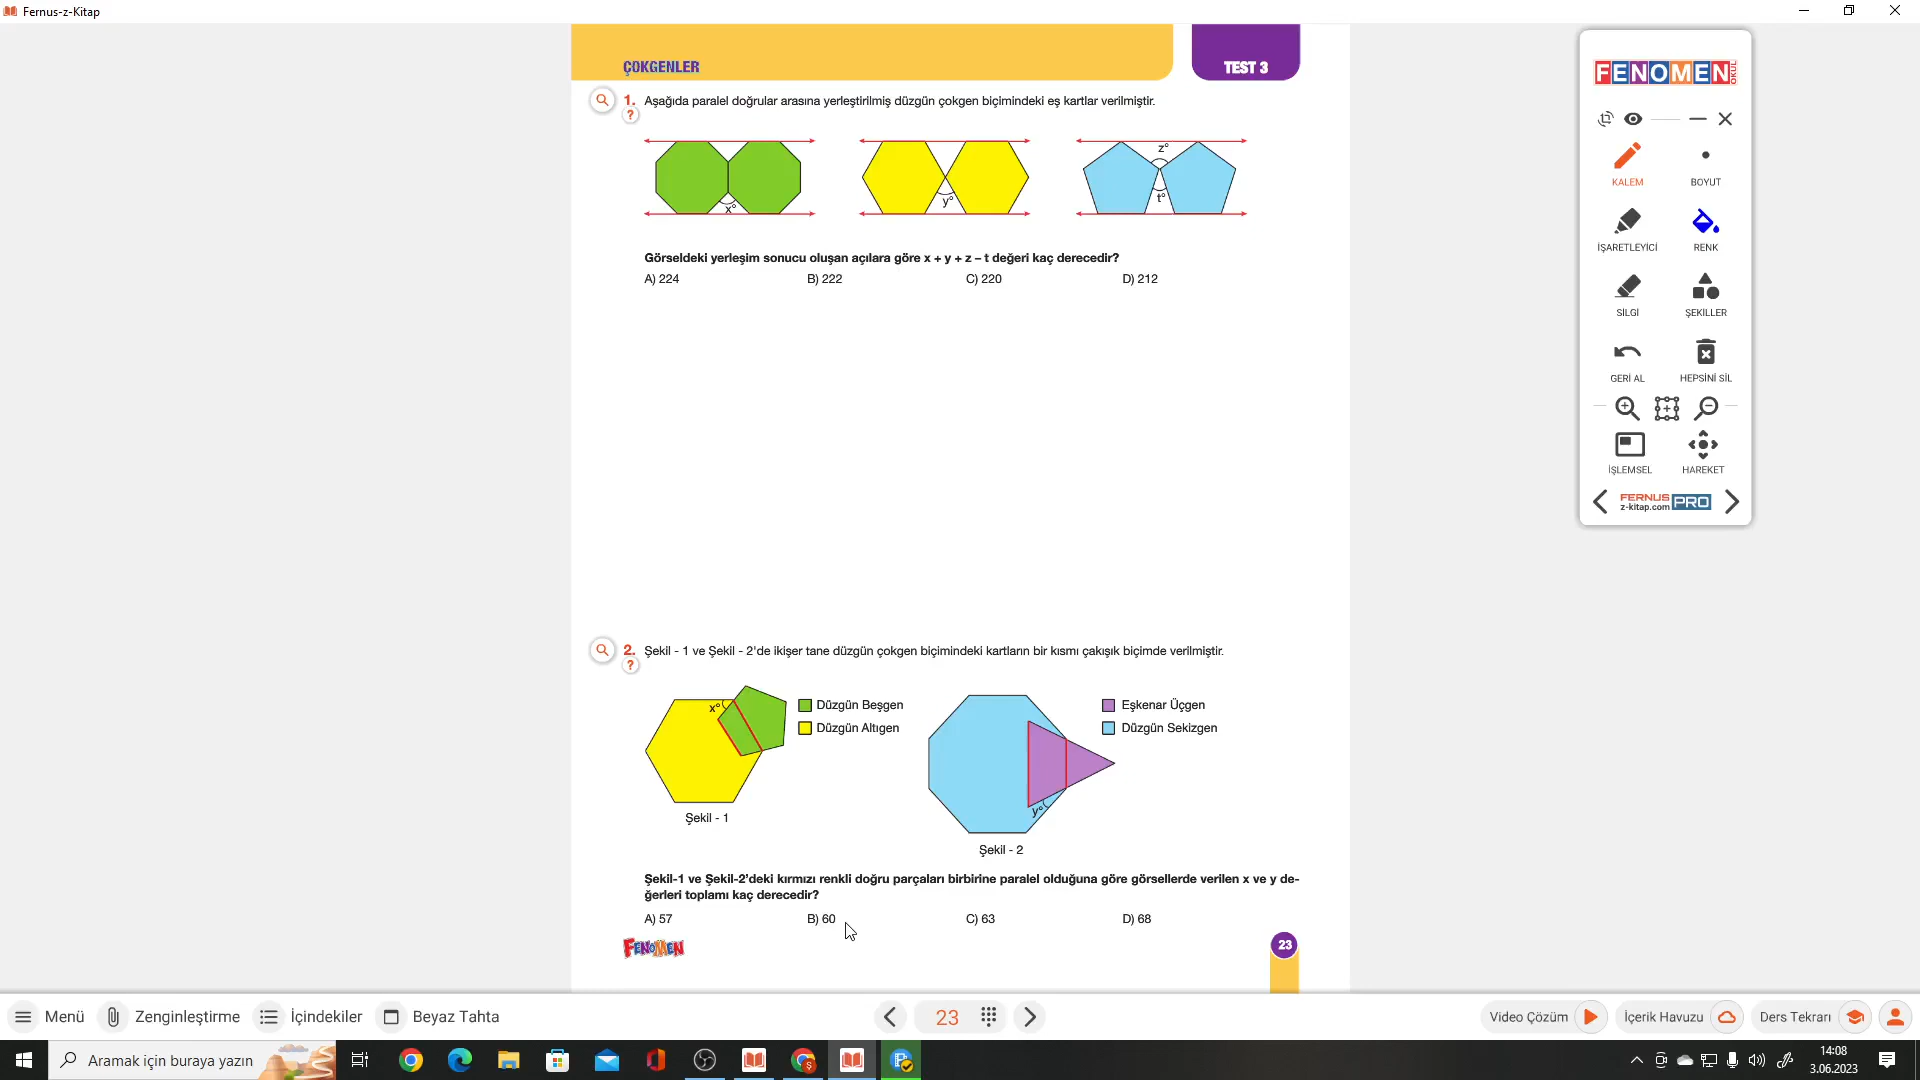 Fernus-z-Kitap
ÇOKGENLER
TEST 3
1. Aşağıda paralel doğrular arasına yerleştirilmiş düzgün çokgen biçimindeki eş kartlar verilmiştir.
?
x°
y°
z°
t°
Görseldeki yerleşim sonucu oluşan açılara göre x + y + z – t değeri kaç derecedir?
A) 224 B) 222 C) 220 D) 212
2. Şekil - 1 ve Şekil - 2'de ikişer tane düzgün çokgen biçimindeki kartların bir kısmı çakışık biçimde verilmiştir.
?
x°
Düzgün Beşgen
Düzgün Altıgen
Şekil - 1
Eşkenar Üçgen
Düzgün Sekizgen
y°
Şekil - 2
Şekil-1 ve Şekil-2'deki kırmızı renkli doğru parçaları birbirine paralel olduğuna göre görsellerde verilen x ve y de-
ğerleri toplamı kaç derecedir?
A) 57 B) 60 C) 63 D) 68
FENOMEN
23
FENOMEN OKUL
KALEM BOYUT
İŞARETLEYİCİ RENK
SİLGİ ŞEKİLLER
GERİ AL HEPSİNİ SİL
İŞLEMSEL HAREKET
FERNUS
z-kitap.com PRO
Menü Zenginleştirme İçindekiler Beyaz Tahta 23 Video Çözüm İçerik Havuzu Ders Tekrarı
Aramak için buraya yazın
14:08
3.06.2023